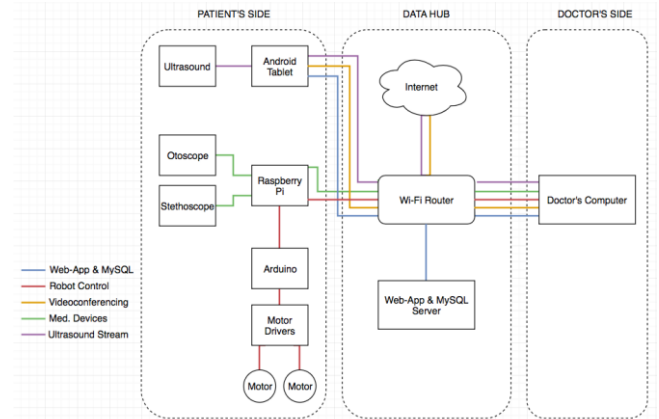 PATIENT'S SIDE
DATA HUB
DOCTOR'S SIDE
Ultrasound
Android
Tablet
Internet
Otoscope
Stethoscope
Raspberry
Pi
Wi-Fi Router
Doctor's Computer
Arduino
Motor
Drivers
Web-App & MySQL
Server
Motor
Motor
Web-App & MySQL
Robot Control
Videoconferencing
Med. Devices
Ultrasound Stream